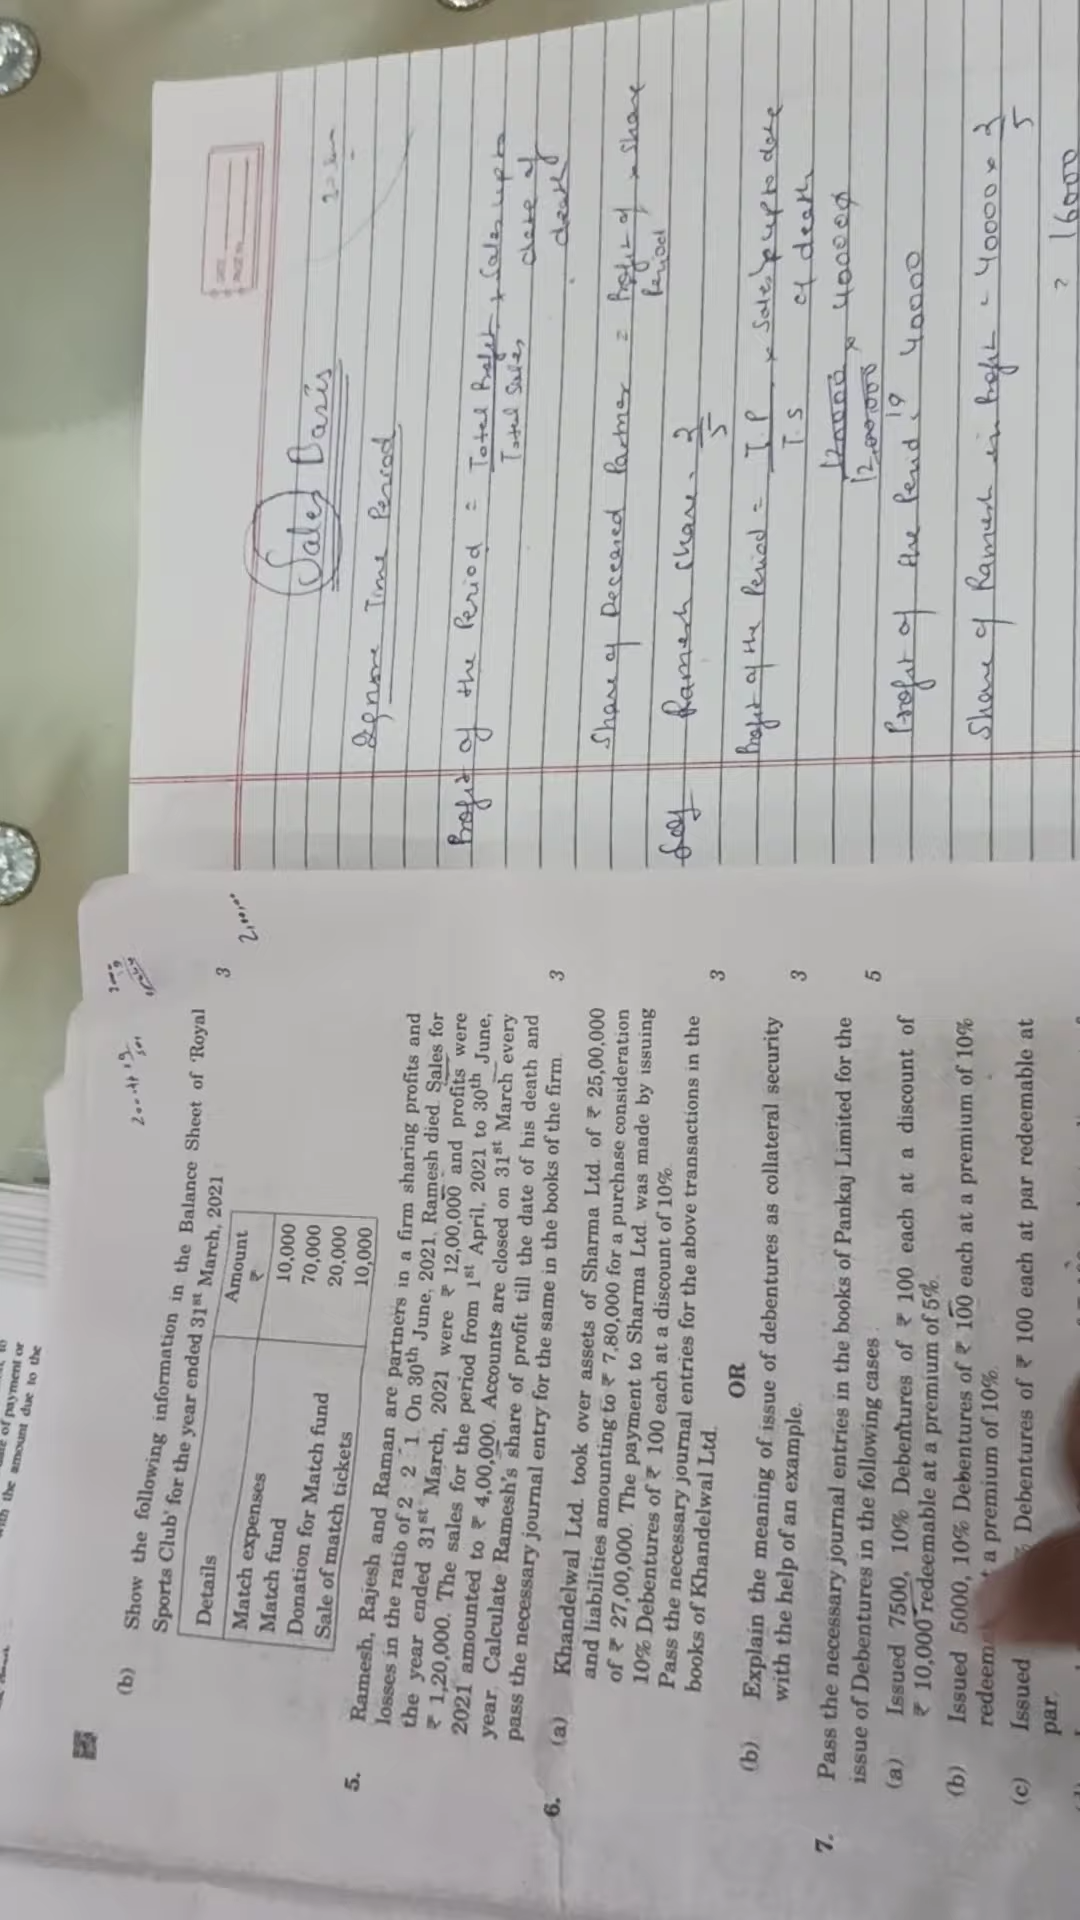 with the amount due to the
of payment or
(b) Show the following information in the Balance Sheet of 'Royal
Sports Club' for the year ended 31st March, 2021 3
Details Amount
₹
Match expenses 10,000
Match fund 70,000
Donation for Match fund 20,000
Sale of match tickets 10,000
5. Ramesh, Rajesh and Raman are partners in a firm sharing profits and
losses in the ratio of 2 : 2 : 1. On 30th June, 2021, Ramesh died. Sales for
the year ended 31st March, 2021 were ₹ 12,00,000 and profits were
₹ 1,20,000. The sales for the period from 1st April, 2021 to 30th June,
2021 amounted to ₹ 4,00,000. Accounts are closed on 31st March every
year. Calculate Ramesh's share of profit till the date of his death and
pass the necessary journal entry for the same in the books of the firm. 3
6. (a) Khandelwal Ltd. took over assets of Sharma Ltd. of ₹ 25,00,000
and liabilities amounting to ₹ 7,80,000 for a purchase consideration
of ₹ 27,00,000. The payment to Sharma Ltd. was made by issuing
10% Debentures of ₹ 100 each at a discount of 10%.
Pass the necessary journal entries for the above transactions in the
books of Khandelwal Ltd. 3
OR
(b) Explain the meaning of issue of debentures as collateral security
with the help of an example. 3
7. Pass the necessary journal entries in the books of Pankaj Limited for the
issue of Debentures in the following cases : 5
(a) Issued 7500, 10% Debentures of ₹ 100 each at a discount of
₹ 10,000 redeemable at a premium of 5%.
(b) Issued 5000, 10% Debentures of ₹ 100 each at a premium of 10%
a premium of 10%.
(c) Issued Debentures of ₹ 100 each at par redeemable at
par.
Sales Basis
Ignore Time Period
Profit of the Period = Total Profit × Sales upto
Total Sales date of
death
Share of Deceased Partner = Profit of × Share
Period
Ramesh Share = 2
5
Profit of the Period = T.P × Sales upto date
T.S of death
120000 × 400000
1200000
Profit of the Period = 40000
Share of Ramesh in Profit = 40000 × 2
5
= 16000